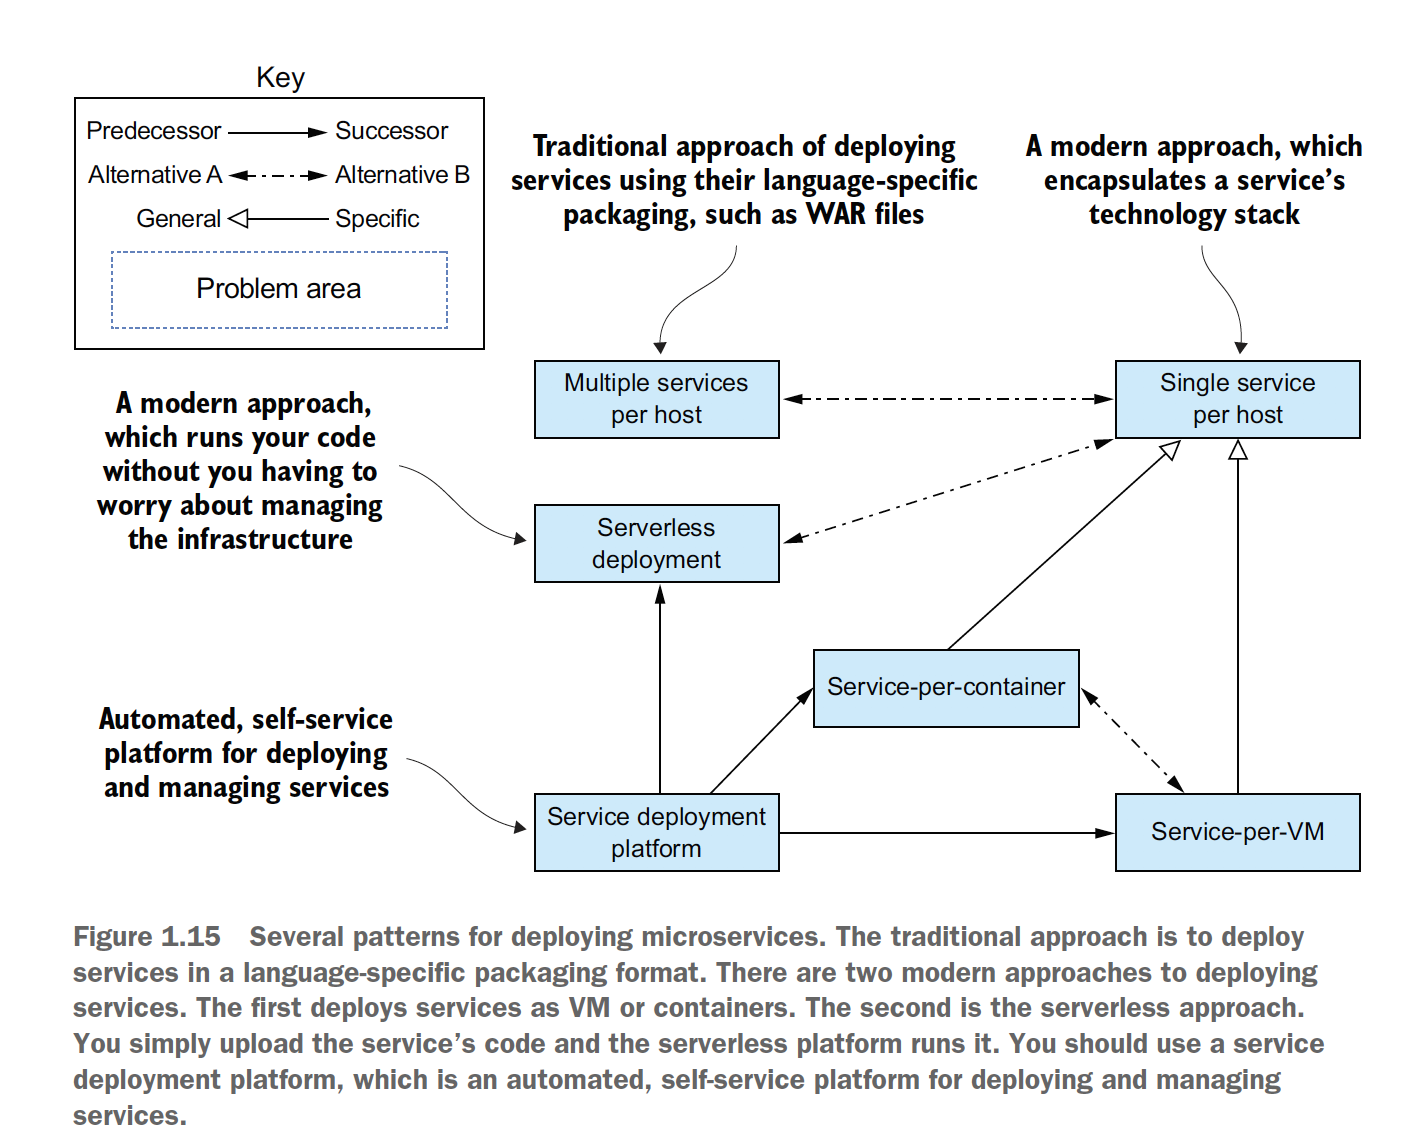 Key
Predecessor Successor
Alternative A Alternative B
General Specific
Problem area
Traditional approach of deploying
services using their language-specific
packaging, such as WAR files
A modern approach, which
encapsulates a service's
technology stack
Multiple services
per host
Single service
per host
A modern approach,
which runs your code
without you having to
worry about managing
the infrastructure
Serverless
deployment
Service-per-container
Automated, self-service
platform for deploying
and managing services
Service deployment
platform
Service-per-VM
Figure 1.15 Several patterns for deploying microservices. The traditional approach is to deploy
services in a language-specific packaging format. There are two modern approaches to deploying
services. The first deploys services as VM or containers. The second is the serverless approach.
You simply upload the service's code and the serverless platform runs it. You should use a service
deployment platform, which is an automated, self-service platform for deploying and managing
services.